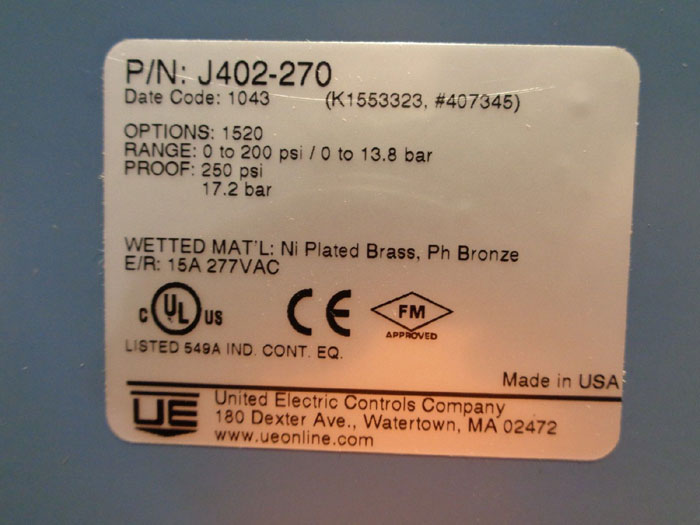 P/N: J402-270
Date Code: 1043 (K1553323, #407345)
OPTIONS: 1520
RANGE: 0 to 200 psi / 0 to 13.8 bar
PROOF: 250 psi
17.2 bar
WETTED MAT'L: Ni Plated Brass, Ph Bronze
E/R: 15A 277VAC
C UL US CE FM
APPROVED
LISTED 549A IND. CONT. EQ.
Made in USA
UE United Electric Controls Company
180 Dexter Ave., Watertown, MA 02472
www.ueonline.com